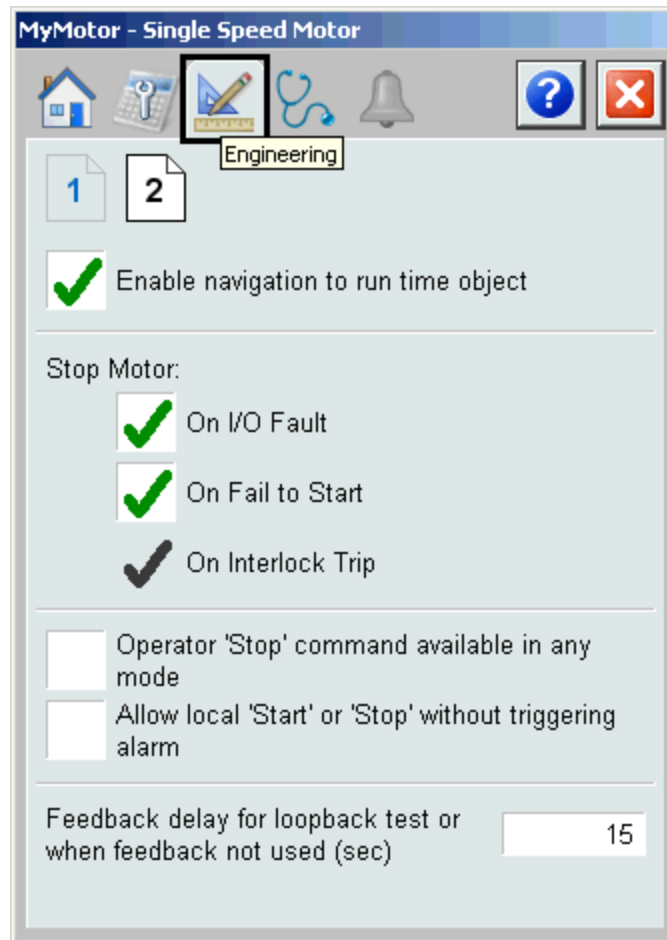 MyMotor - Single Speed Motor
?
Engineering
1 2
Enable navigation to run time object
Stop Motor:
On I/O Fault
On Fail to Start
On Interlock Trip
Operator 'Stop' command available in any
mode
Allow local 'Start' or 'Stop' without triggering
alarm
Feedback delay for loopback test or
when feedback not used (sec)
15